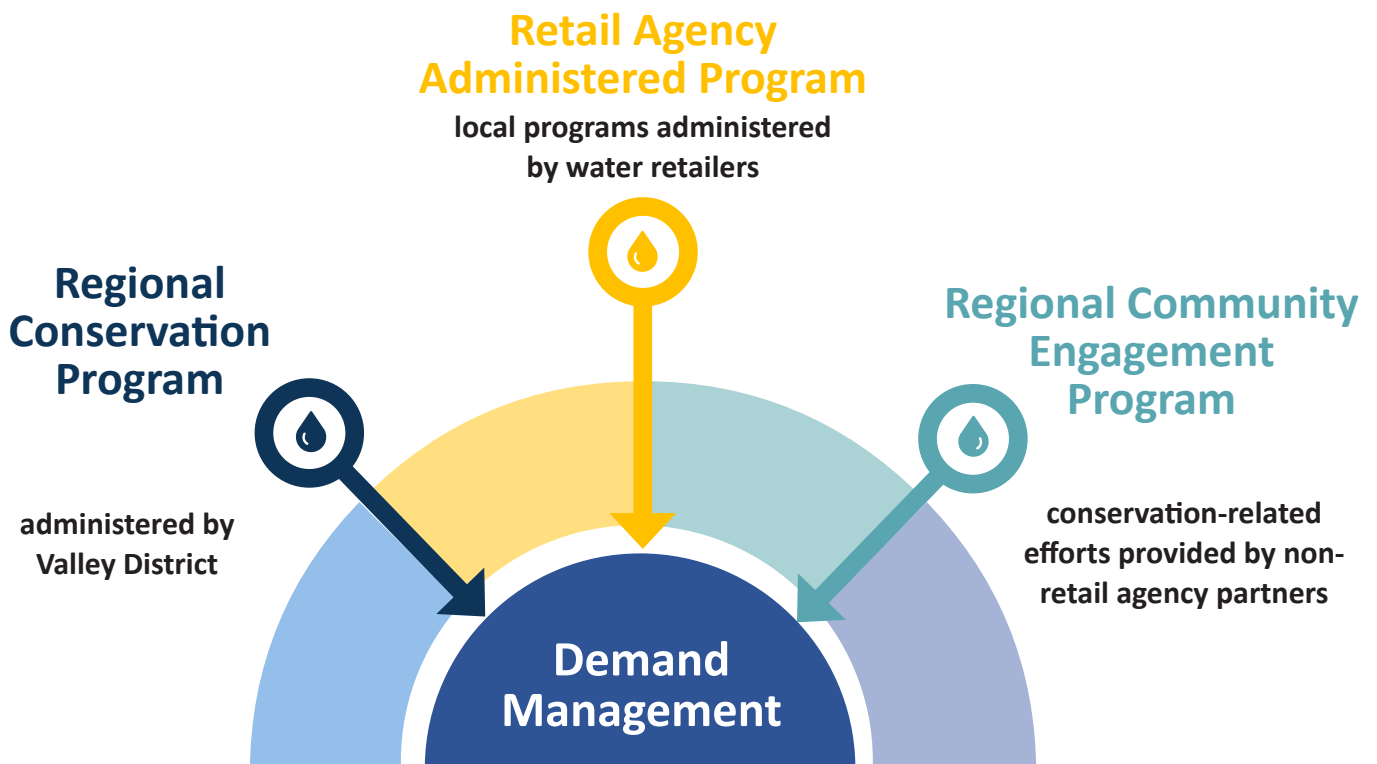 Retail Agency
Administered Program
local programs administered
by water retailers
Regional
Conservation
Program
administered by
Valley District
Regional Community
Engagement
Program
conservation-related
efforts provided by non-
retail agency partners
Demand
Management